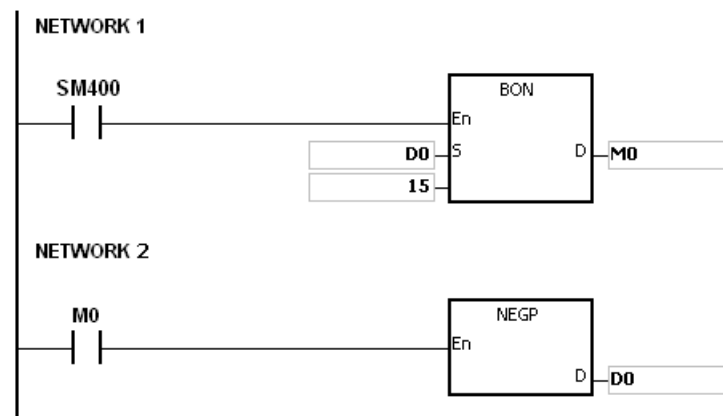 NETWORK 1
SM400
BON
En
D0 S D M0
15
NETWORK 2
M0
NEGP
En
D D0